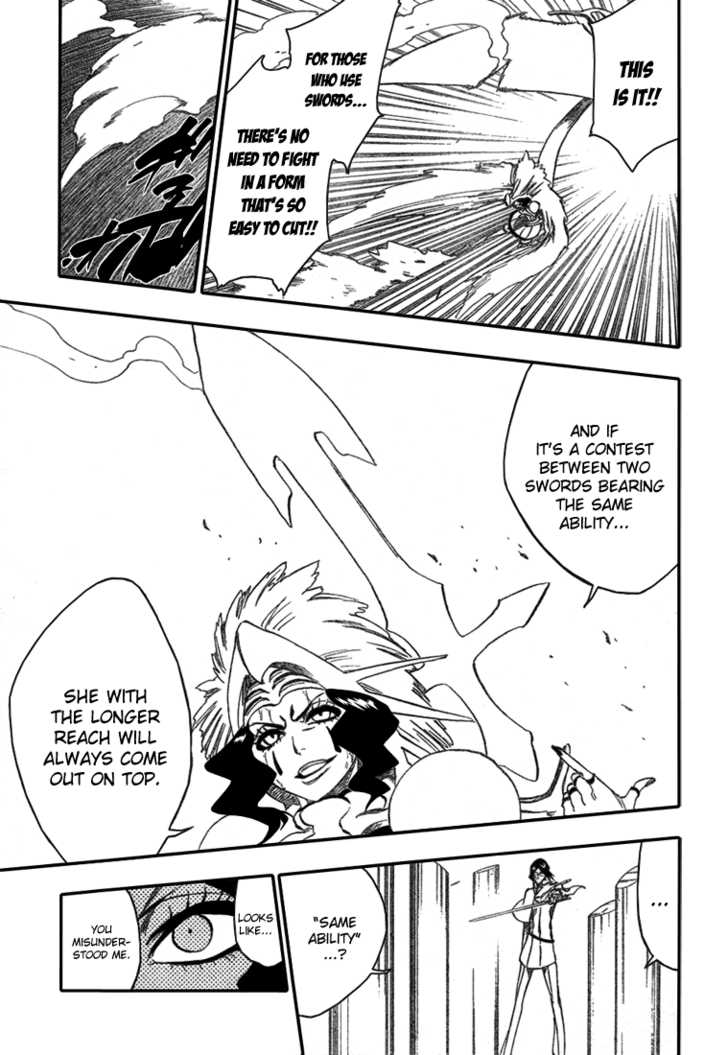 THIS
IS IT!!
FOR THOSE
WHO USE
SWORDS...
THERE'S NO
NEED TO FIGHT
IN A FORM
THAT'S SO
EASY TO CUT!!
AND IF
IT'S A CONTEST
BETWEEN TWO
SWORDS BEARING
THE SAME
ABILITY...
SHE WITH
THE LONGER
REACH WILL
ALWAYS COME
OUT ON TOP.
...
"SAME
ABILITY"
...?
LOOKS
LIKE...
YOU
MISUNDER-
STOOD ME.